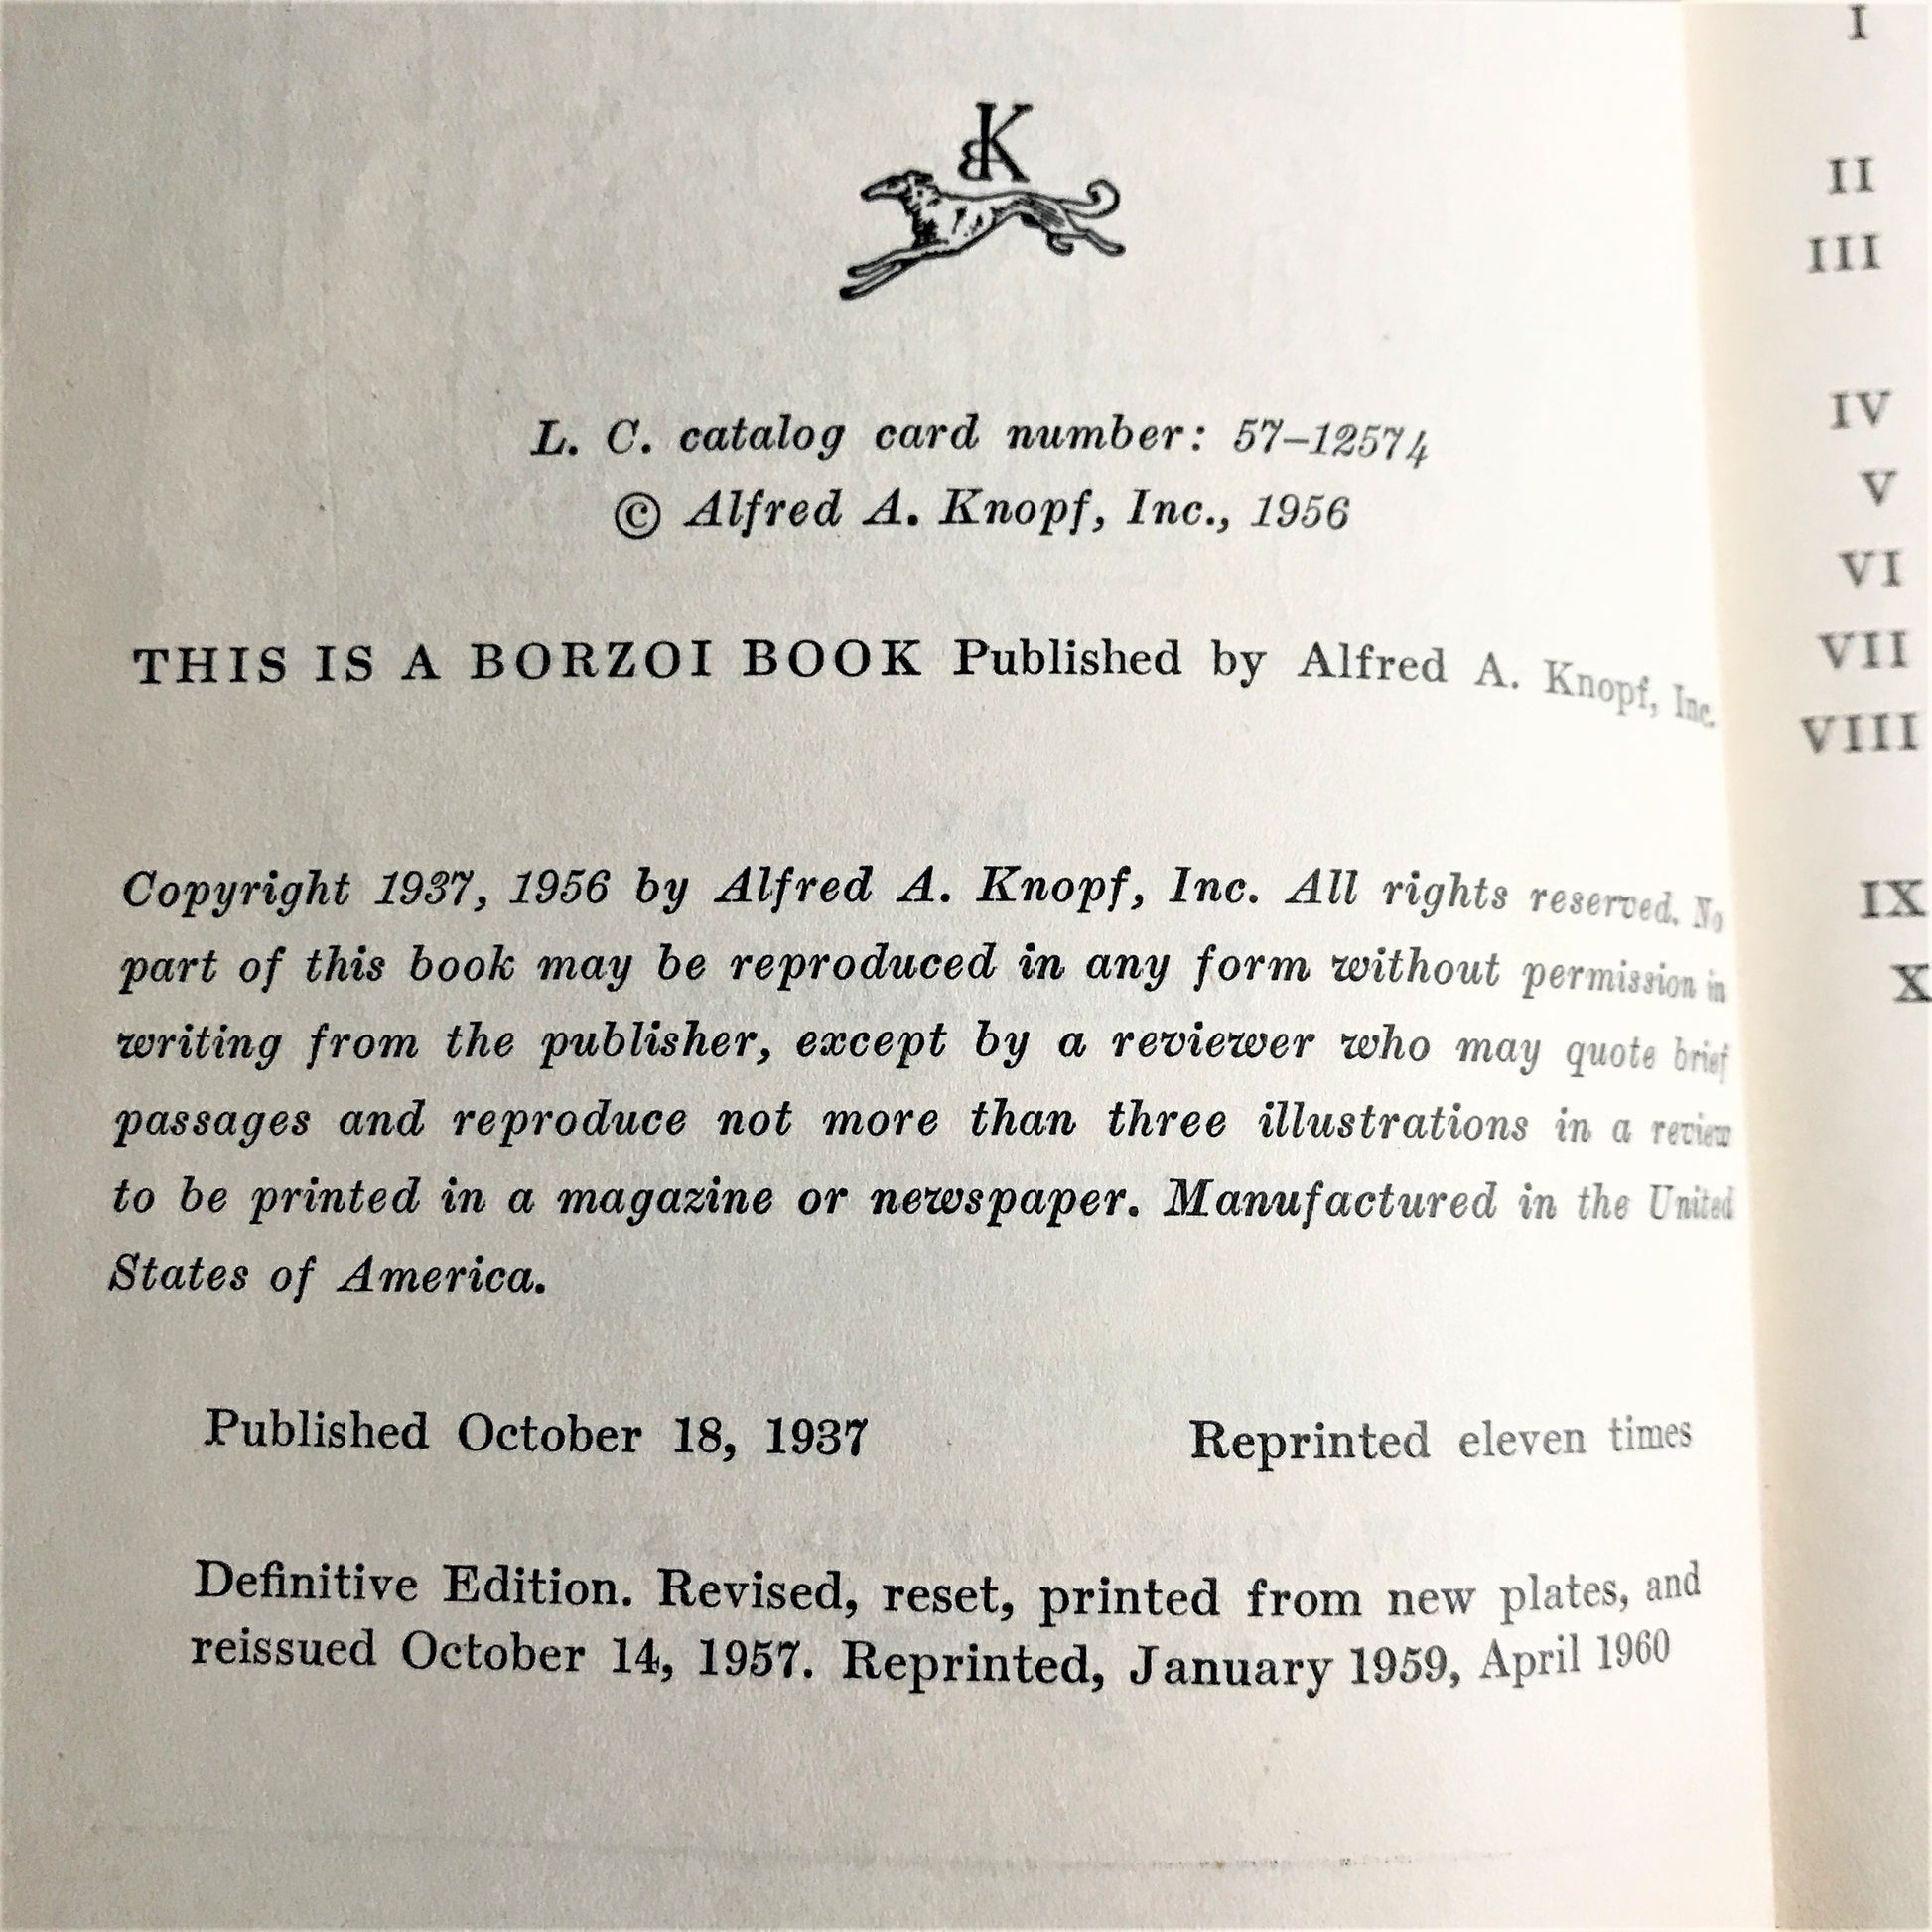 BK
L. C. catalog card number: 57–12574
© Alfred A. Knopf, Inc., 1956
THIS IS A BORZOI BOOK Published by Alfred A. Knopf, Inc.
Copyright 1937, 1956 by Alfred A. Knopf, Inc. All rights reserved. No
part of this book may be reproduced in any form without permission in
writing from the publisher, except by a reviewer who may quote brief
passages and reproduce not more than three illustrations in a review
to be printed in a magazine or newspaper. Manufactured in the United
States of America.
Published October 18, 1937 Reprinted eleven times
Definitive Edition. Revised, reset, printed from new plates, and
reissued October 14, 1957. Reprinted, January 1959, April 1960
I
II
III
IV
V
VI
VII
VIII
IX
X